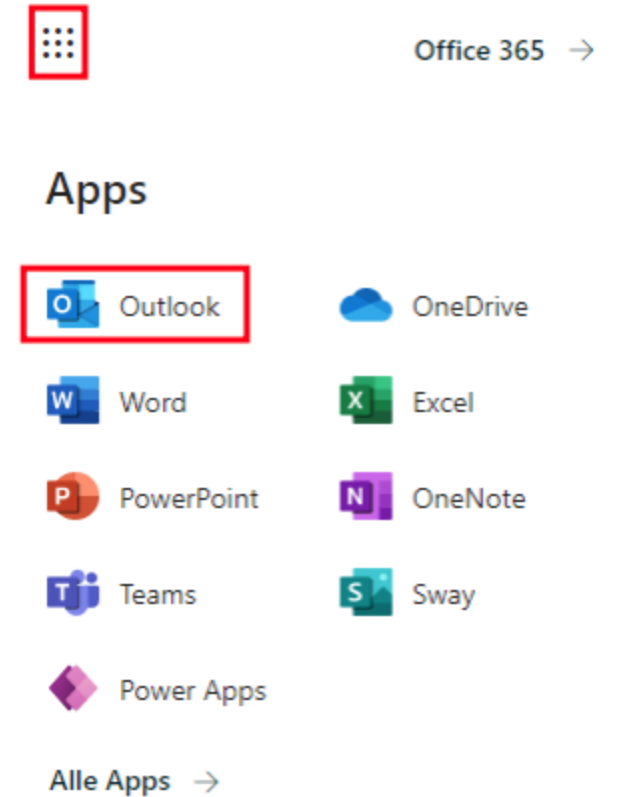 Office 365
Apps
Outlook OneDrive
Word Excel
PowerPoint OneNote
Teams Sway
Power Apps
Alle Apps